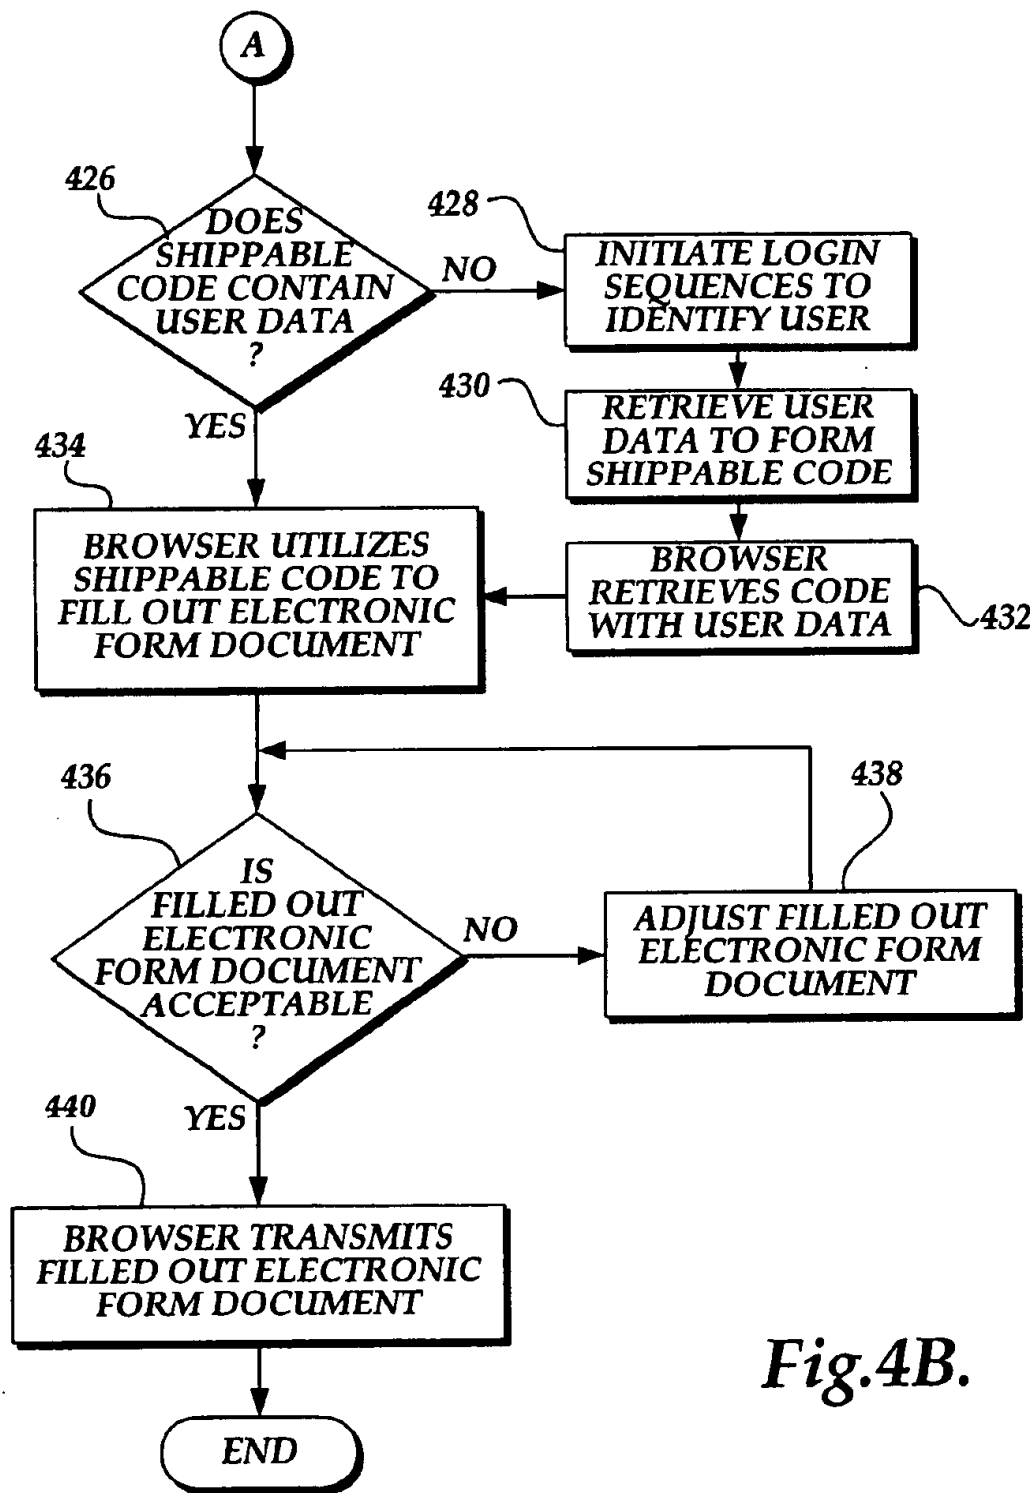 A
426
DOES
SHIPPABLE
CODE CONTAIN
USER DATA
?
NO
428
INITIATE LOGIN
SEQUENCES TO
IDENTIFY USER
430
RETRIEVE USER
DATA TO FORM
SHIPPABLE CODE
YES
434
BROWSER UTILIZES
SHIPPABLE CODE TO
FILL OUT ELECTRONIC
FORM DOCUMENT
BROWSER
RETRIEVES CODE
WITH USER DATA
432
436
IS
FILLED OUT
ELECTRONIC
FORM DOCUMENT
ACCEPTABLE
?
NO
438
ADJUST FILLED OUT
ELECTRONIC FORM
DOCUMENT
YES
440
BROWSER TRANSMITS
FILLED OUT ELECTRONIC
FORM DOCUMENT
END
Fig.4B.